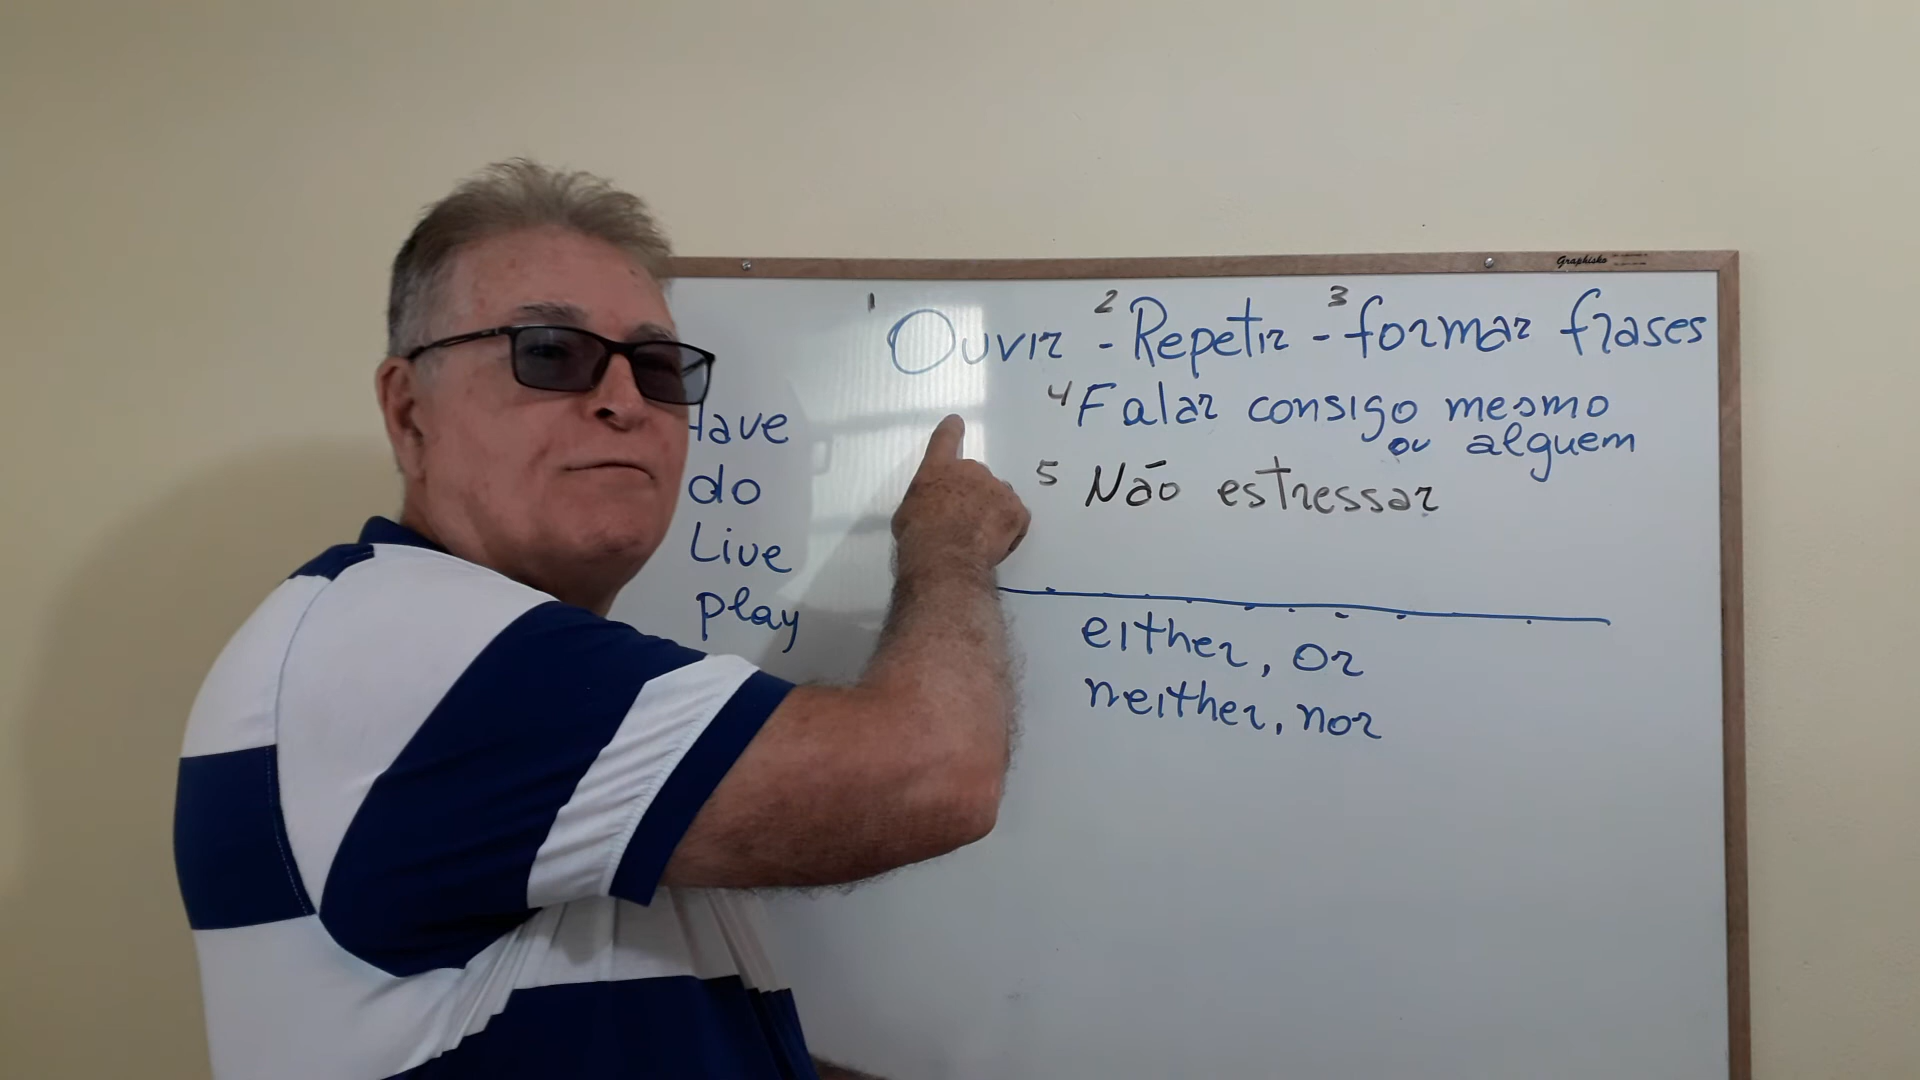 Graphisko
1 Ouvir - 2 Repetir - 3 formar frases
4 Falar consigo mesmo
ou alguem
5 Não estressar
Have
do
Live
play
either, or
neither, nor